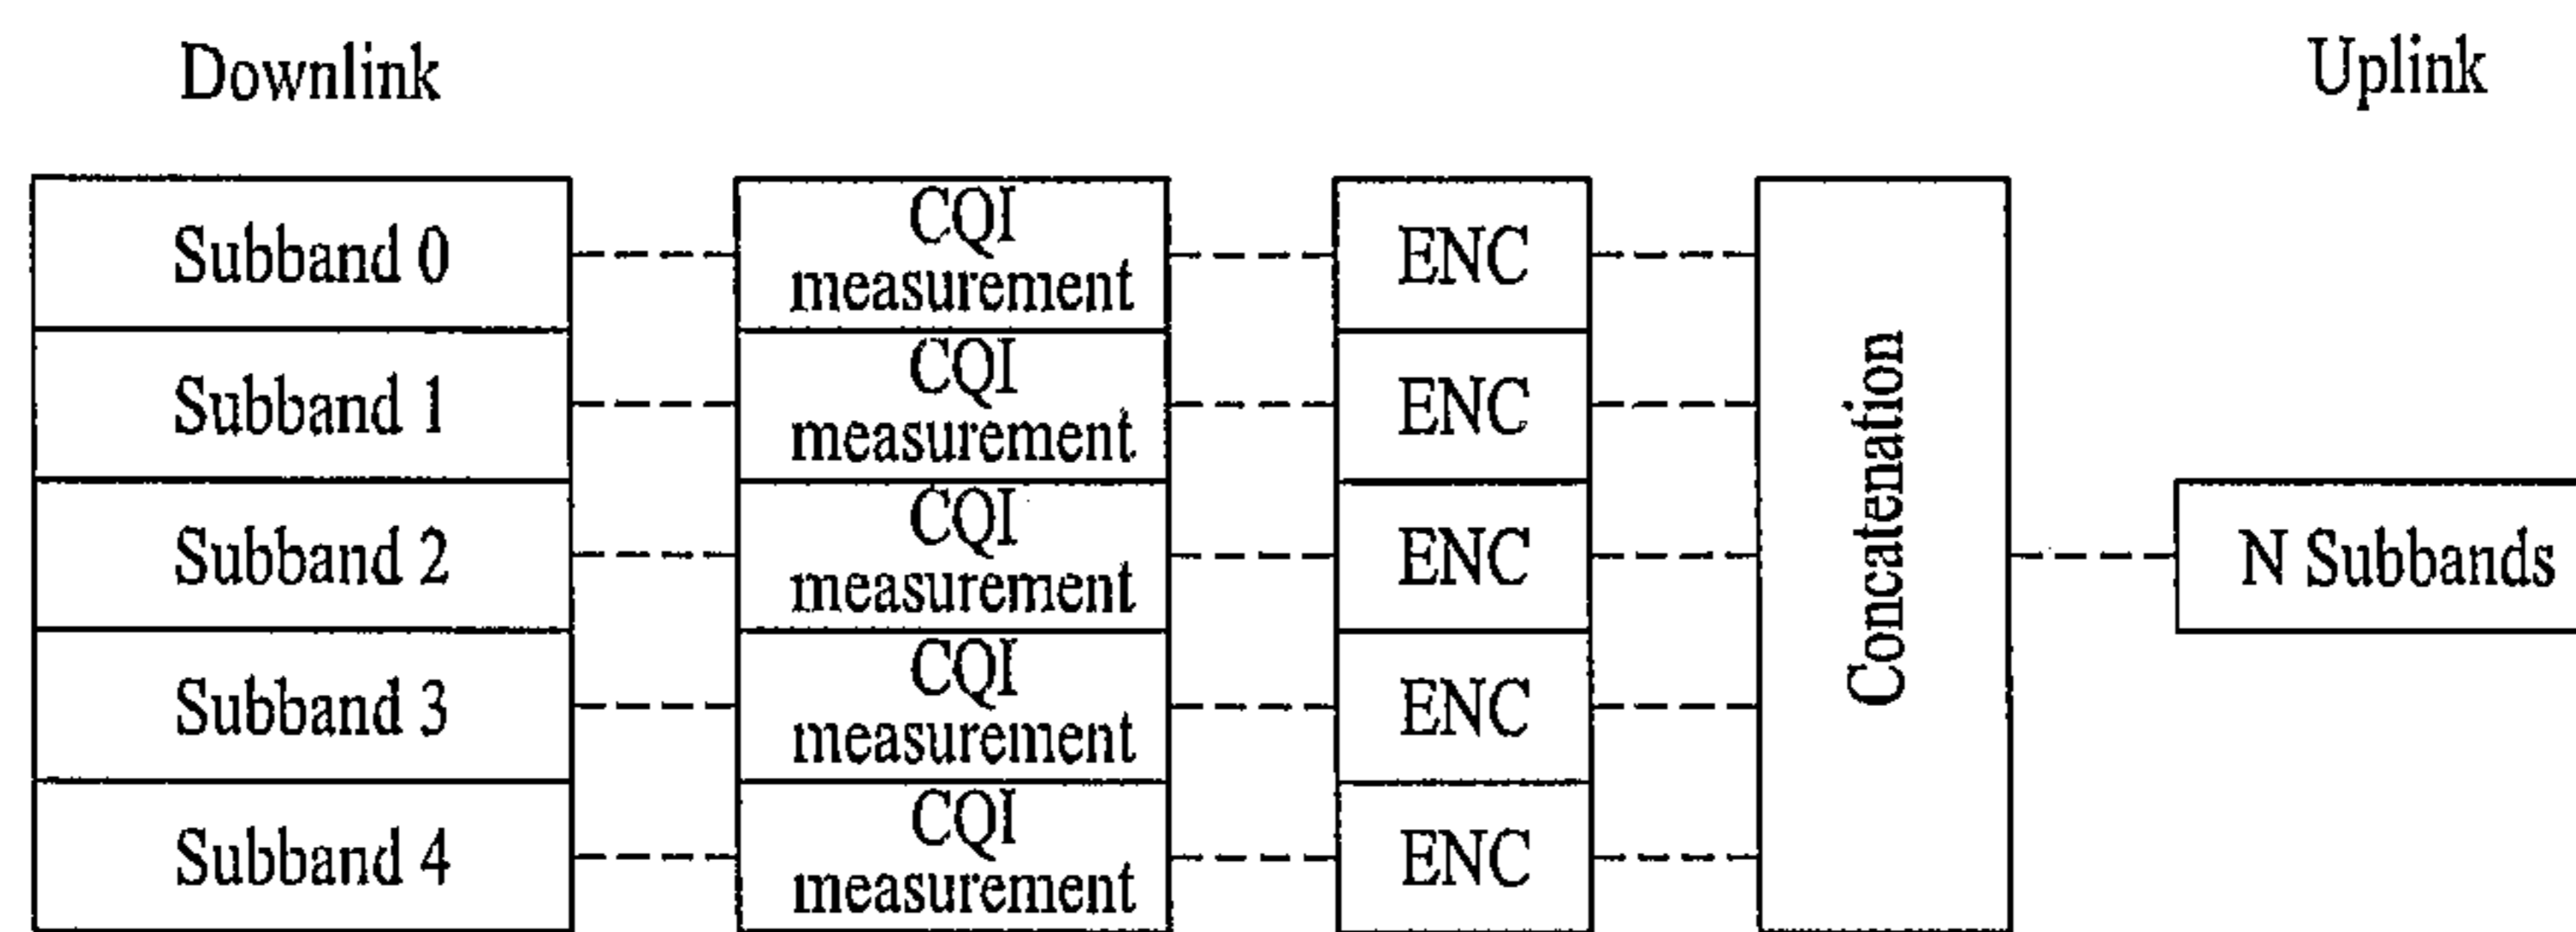 Downlink
Uplink
Subband 0
CQI
measurement
ENC
Subband 1
CQI
measurement
ENC
Subband 2
CQI
measurement
ENC
Subband 3
CQI
measurement
ENC
Subband 4
CQI
measurement
ENC
Concatenation
N Subbands